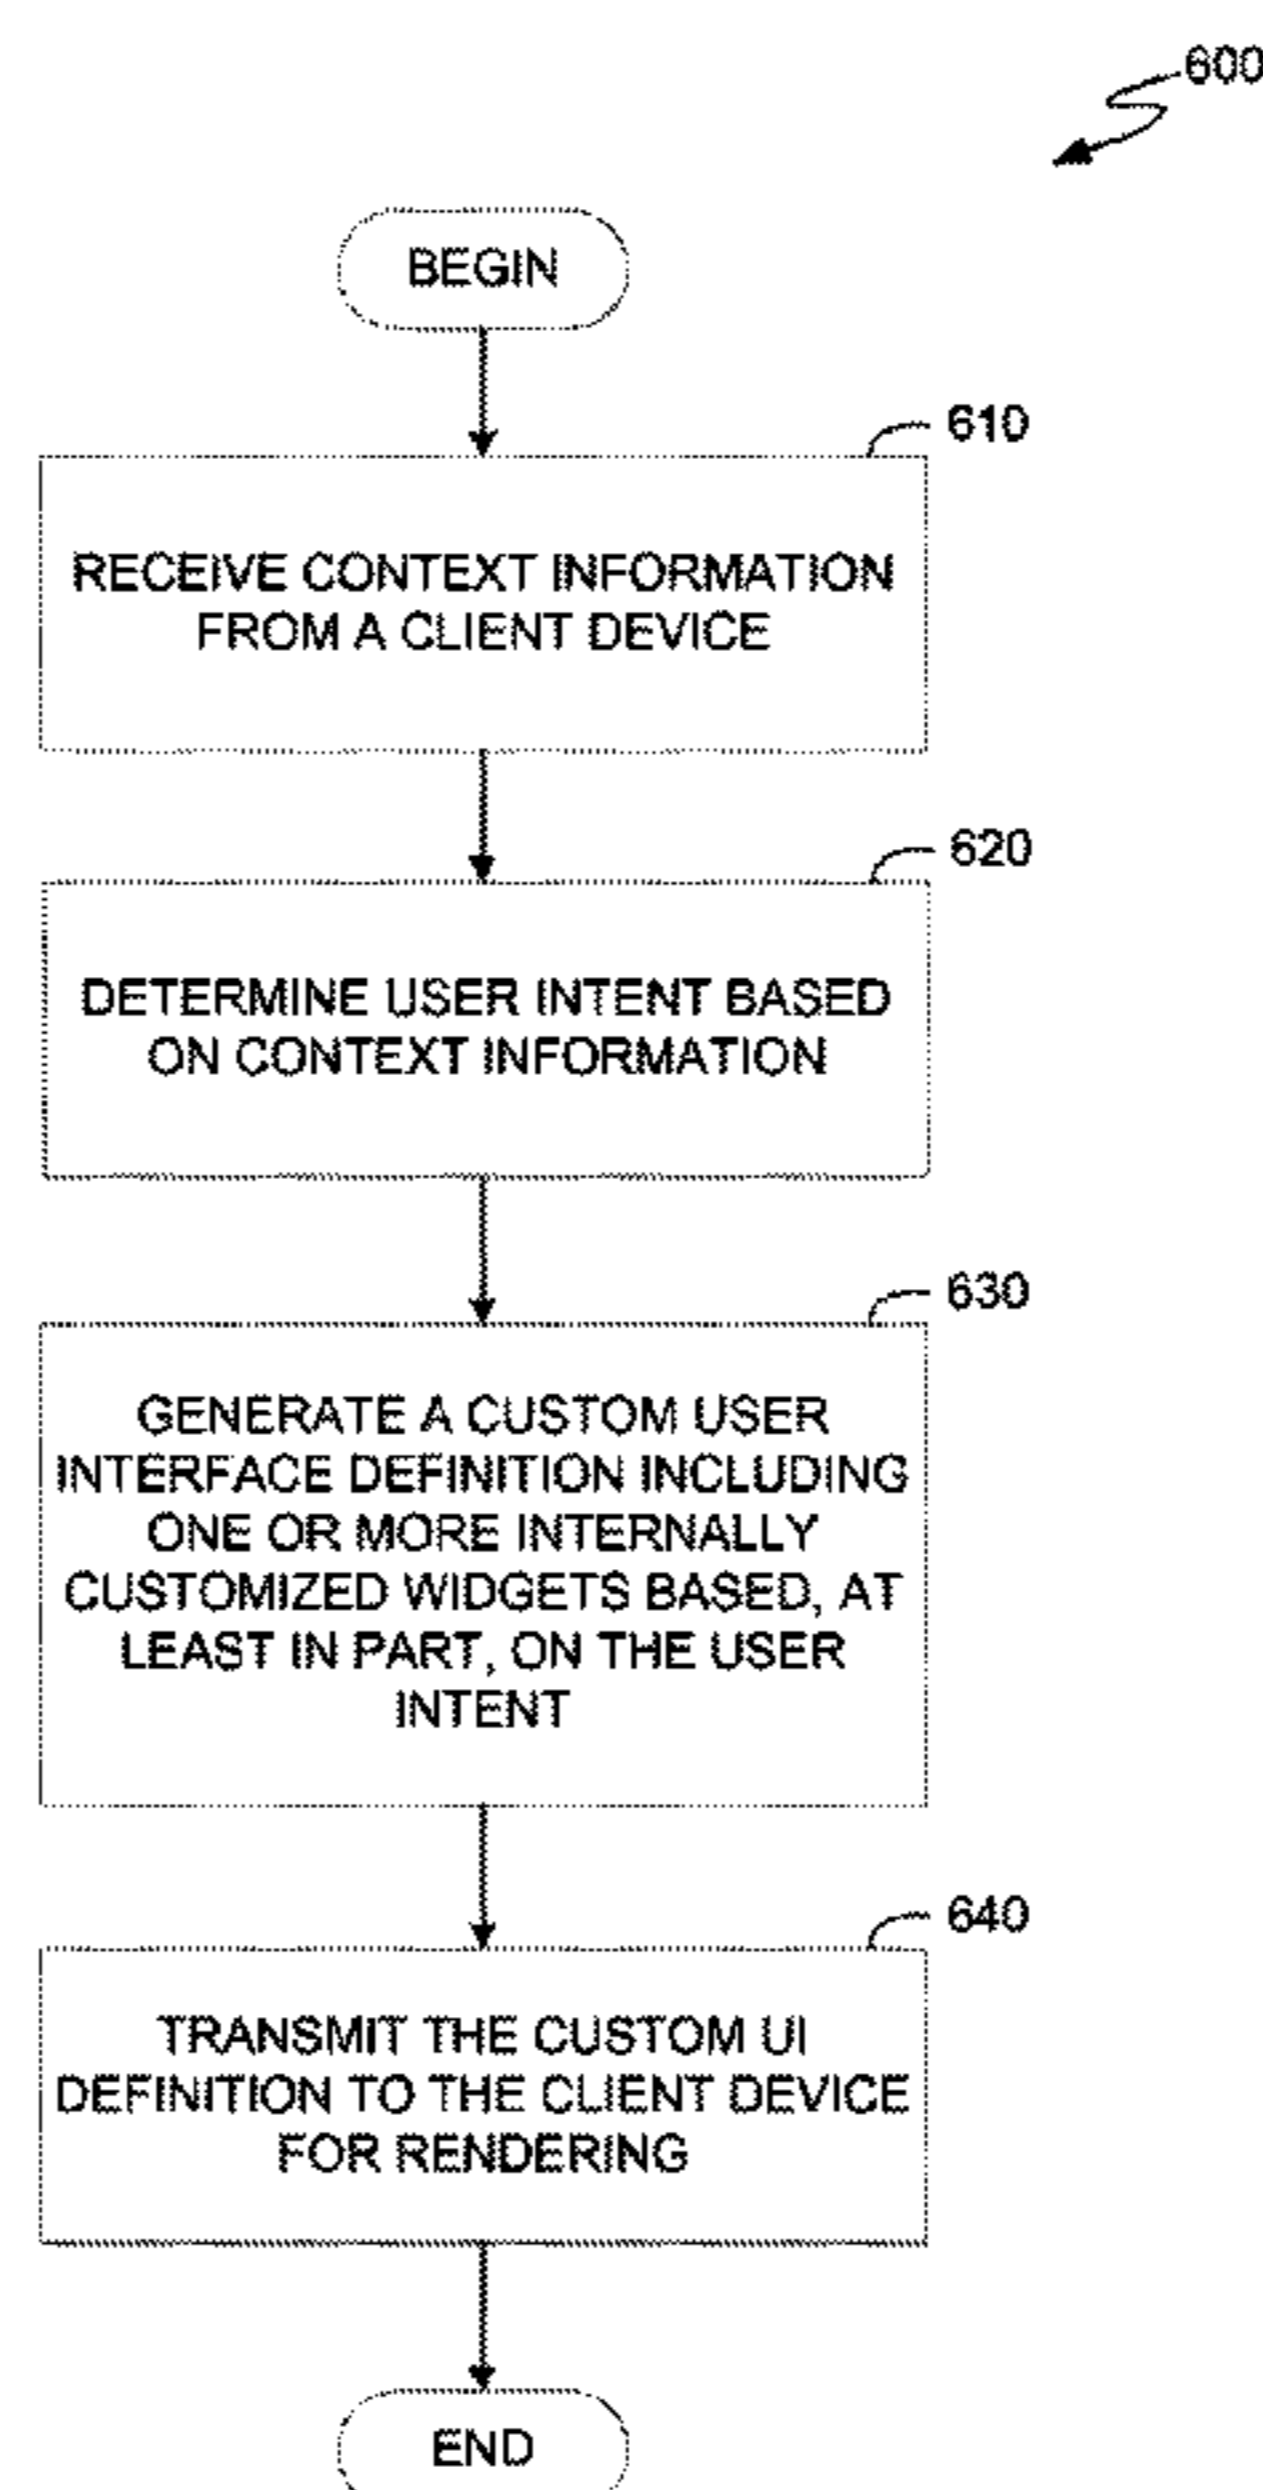 600
BEGIN
610
RECEIVE CONTEXT INFORMATION
FROM A CLIENT DEVICE
620
DETERMINE USER INTENT BASED
ON CONTEXT INFORMATION
630
GENERATE A CUSTOM USER
INTERFACE DEFINITION INCLUDING
ONE OR MORE INTERNALLY
CUSTOMIZED WIDGETS BASED, AT
LEAST IN PART, ON THE USER
INTENT
640
TRANSMIT THE CUSTOM UI
DEFINITION TO THE CLIENT DEVICE
FOR RENDERING
END